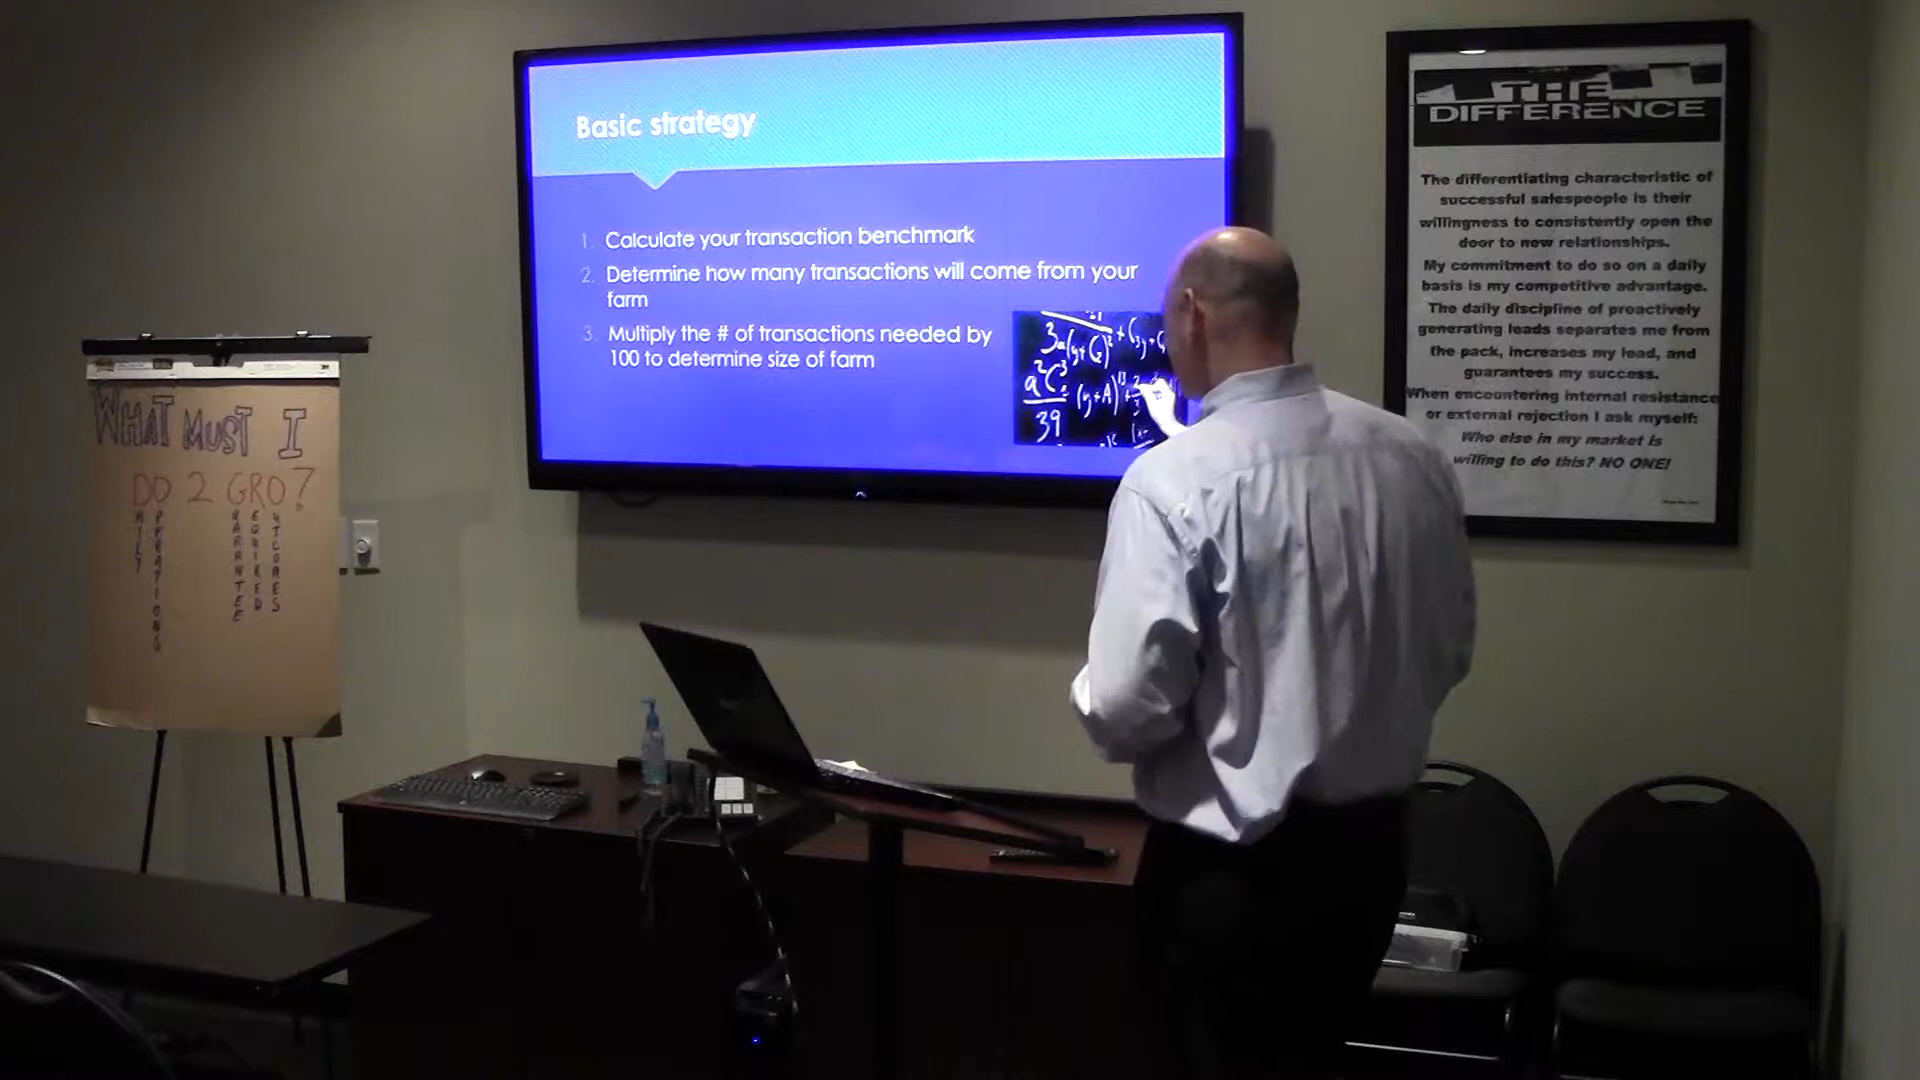 Basic strategy
1. Calculate your transaction benchmark
2. Determine how many transactions will come from your
farm
3. Multiply the # of transactions needed by
100 to determine size of farm
WHAT MUST I
DO 2 GRO?
THE
DIFFERENCE
The differentiating characteristic of
successful salespeople is their
willingness to consistently open the
door to new relationships.
My commitment to do so on a daily
basis is my competitive advantage.
The daily discipline of proactively
generating leads separates me from
the pack, increases my lead, and
guarantees my success.
When encountering internal resistance
or external rejection I ask myself:
Who else in my market is
willing to do this? NO ONE!